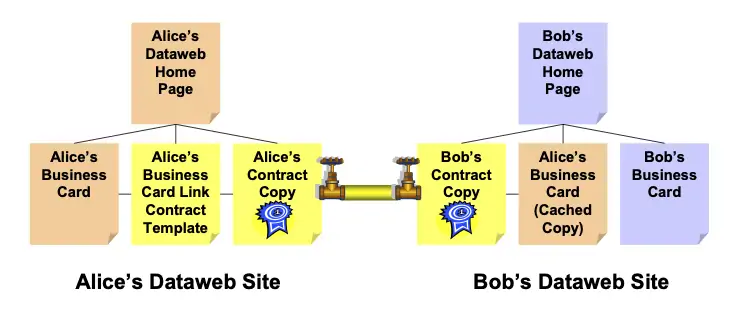 Alice’s
Dataweb
Home
Page
Bob’s
Dataweb
Home
Page
Alice’s
Business
Card
Alice’s
Business
Card Link
Contract
Template
Alice’s
Contract
Copy
Bob’s
Contract
Copy
Alice’s
Business
Card
(Cached
Copy)
Bob’s
Business
Card
Alice’s Dataweb Site
Bob’s Dataweb Site